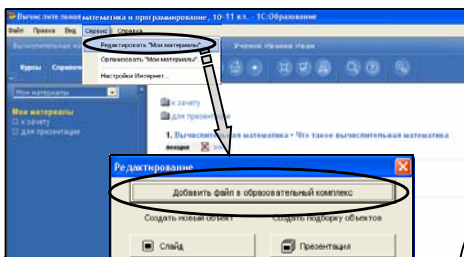 Вычислительная математика и программирование, 10-11 кл. - 1С:Образование
Файл Правка Вид Сервис Справка
Редактировать "Мои материалы"
Организовать "Мои материалы"
Настройки Интернет...
Ученик Иванов Иван
Курсы
Мои материалы
Мои материалы
к зачету
для презентации
к зачету
для презентации
1. Вычислительная математика • Что такое вычислительная математика
лекция
Редактирование
Добавить файл в образовательный комплекс
Создать новый объект
Создать подборку объектов
Слайд
Презентация